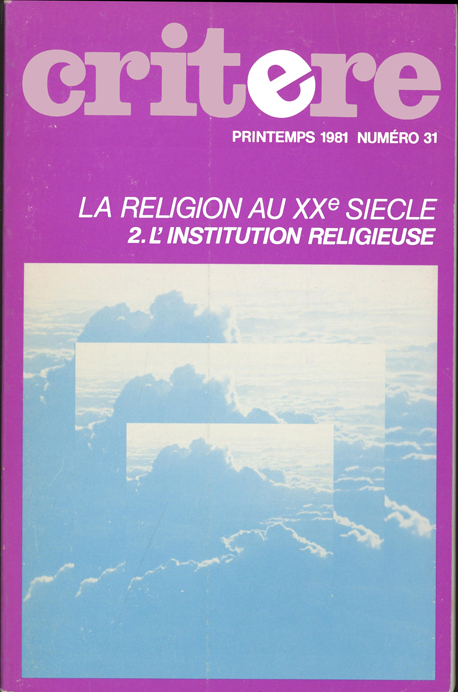 critere
PRINTEMPS 1981 NUMÉRO 31
LA RELIGION AU XXe SIECLE
2. L' INSTITUTION RELIGIEUSE